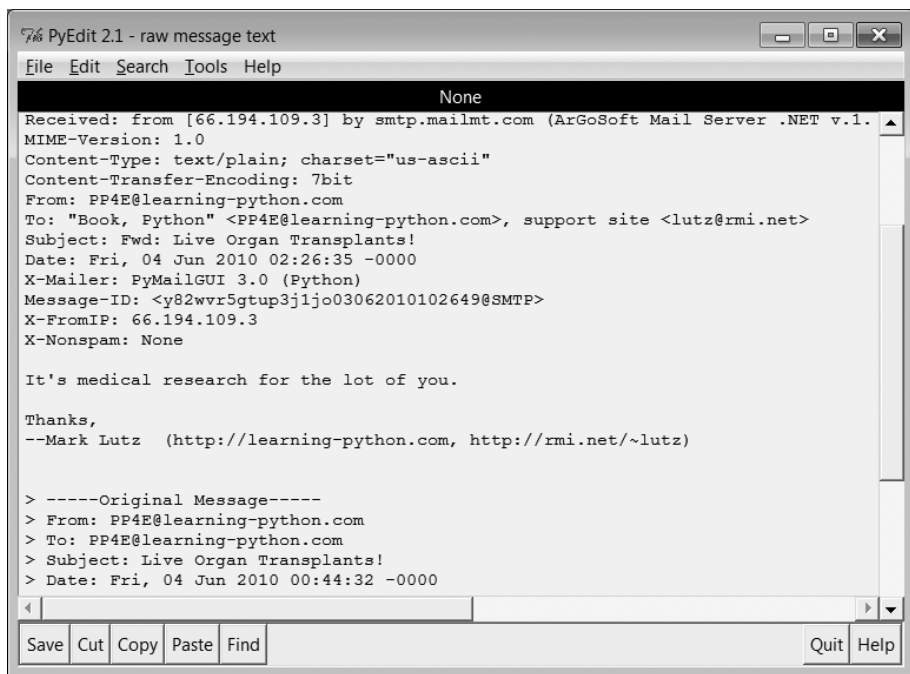 PyEdit 2.1 - raw message text
File Edit Search Tools Help
None
Received: from [66.194.109.3] by smtp.mailmt.com (ArGoSoft Mail Server .NET v.1.
MIME-Version: 1.0
Content-Type: text/plain; charset="us-ascii"
Content-Transfer-Encoding: 7bit
From: PP4E@learning-python.com
To: "Book, Python" <PP4E@learning-python.com>, support site <lutz@rmi.net>
Subject: Fwd: Live Organ Transplants!
Date: Fri, 04 Jun 2010 02:26:35 -0000
X-Mailer: PyMailGUI 3.0 (Python)
Message-ID: <y82wvr5gtup3j1jo03062010102649@SMTP>
X-FromIP: 66.194.109.3
X-Nonspam: None
It's medical research for the lot of you.
Thanks,
--Mark Lutz  (http://learning-python.com, http://rmi.net/~lutz)
> -----Original Message-----
> From: PP4E@learning-python.com
> To: PP4E@learning-python.com
> Subject: Live Organ Transplants!
> Date: Fri, 04 Jun 2010 00:44:32 -0000
Save Cut Copy Paste Find Quit Help